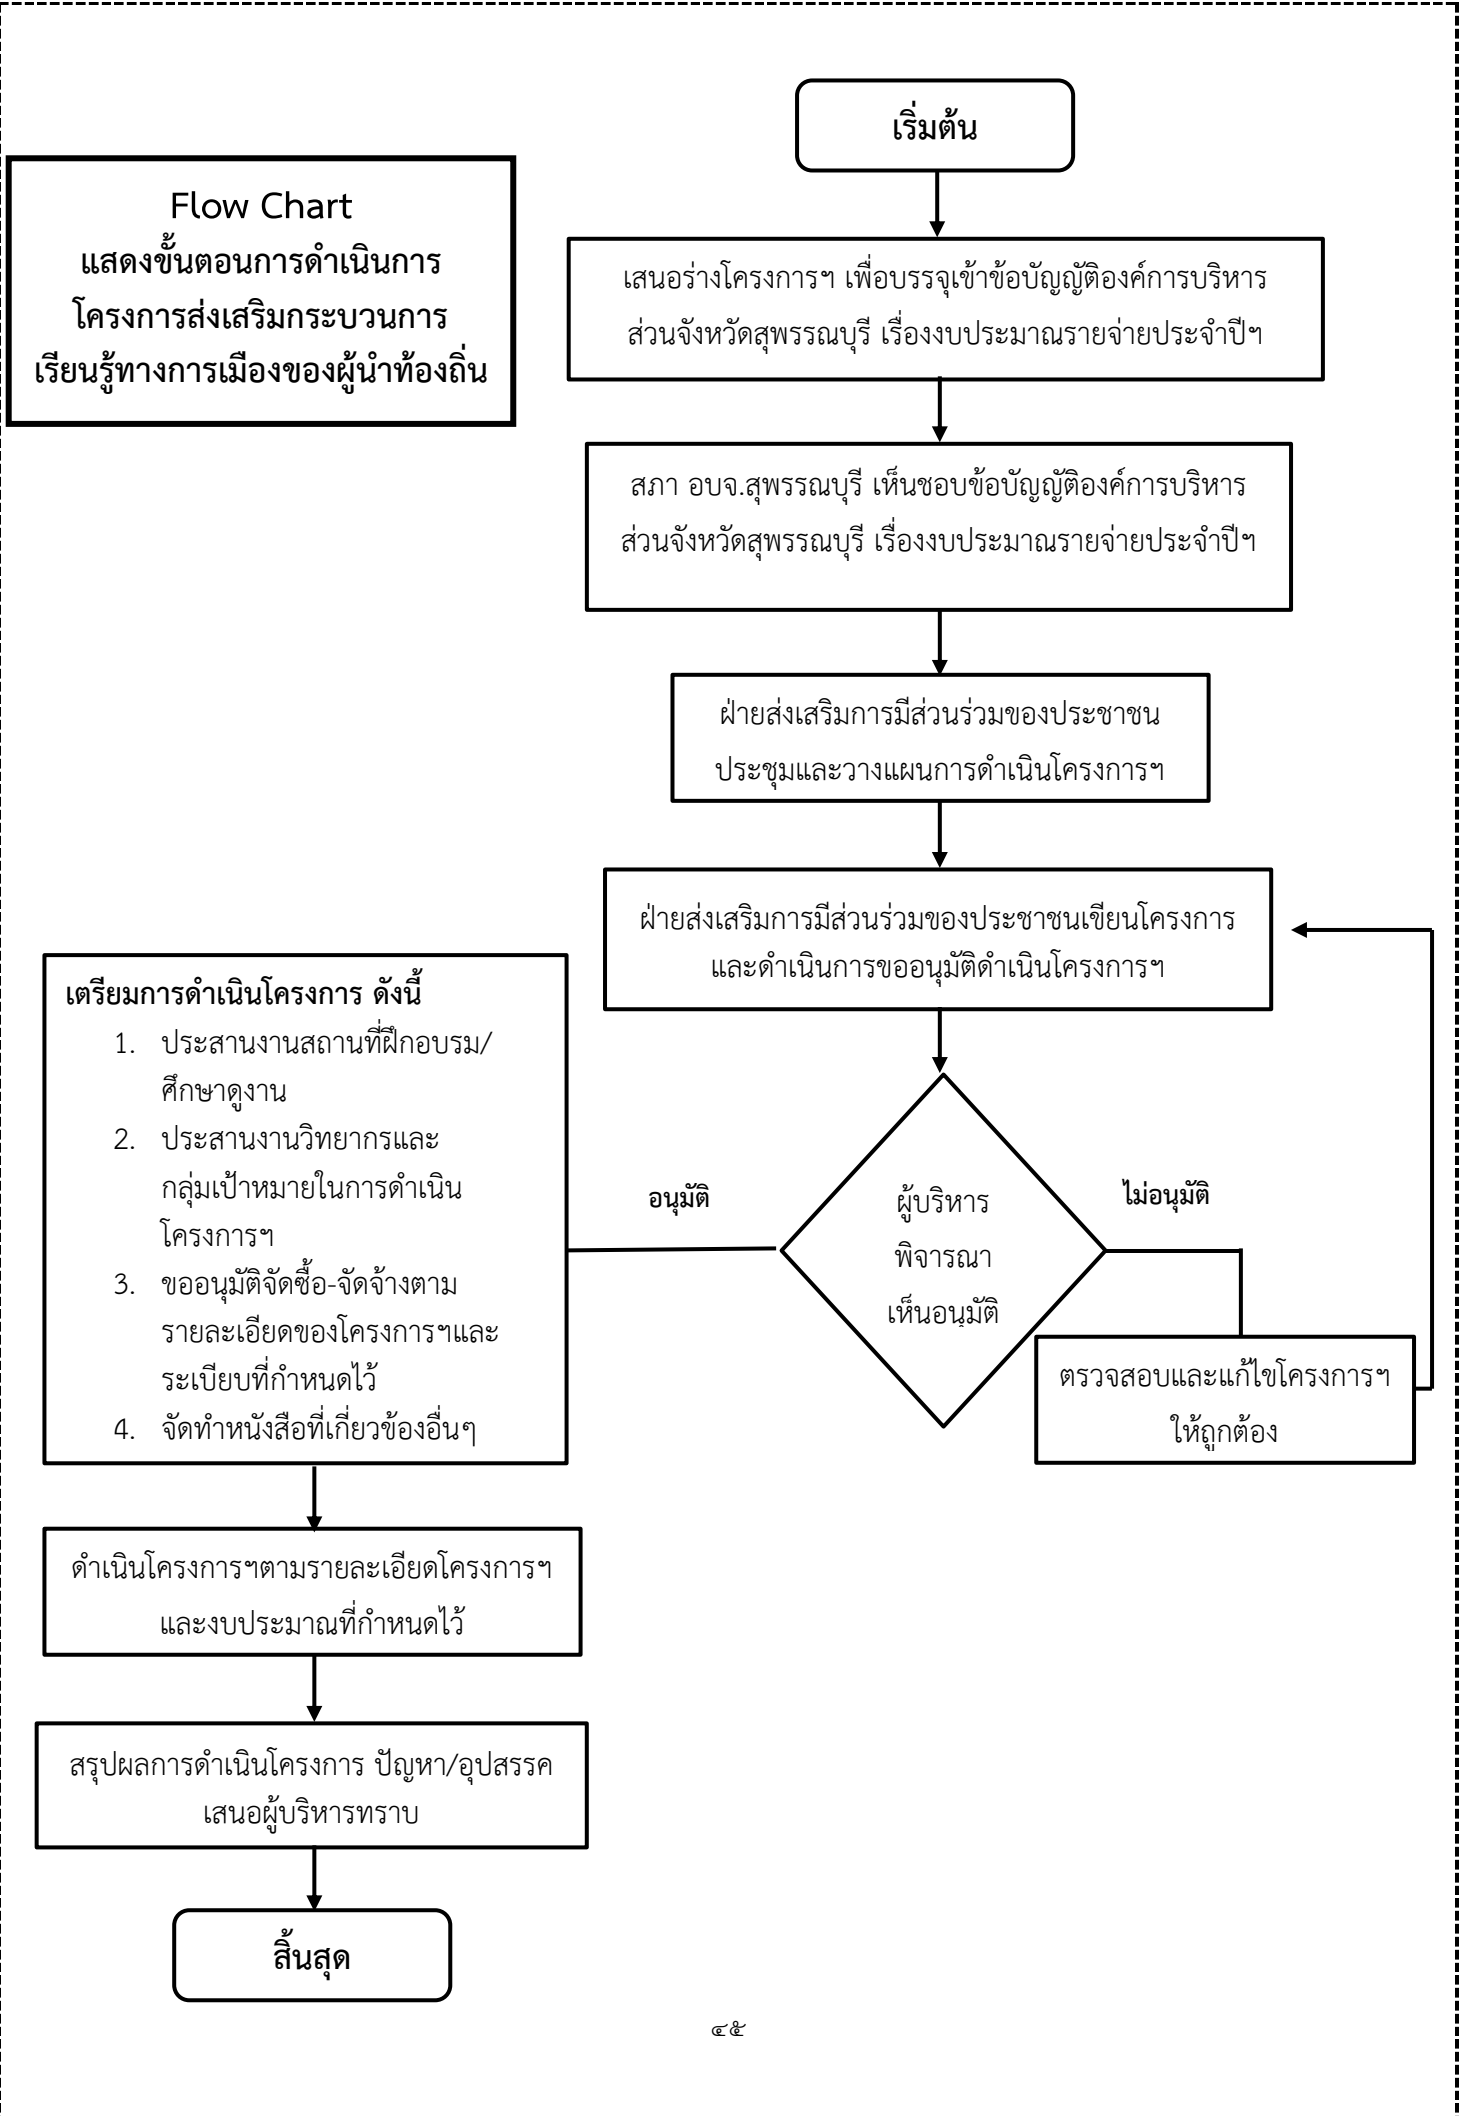 เริ่มต้น
Flow Chart
แสดงขั้นตอนการดำเนินการ
โครงการส่งเสริมกระบวนการ
เรียนรู้ทางการเมืองของผู้นำท้องถิ่น
เสนอร่างโครงการฯ เพื่อบรรจุเข้าข้อบัญญัติองค์การบริหาร
ส่วนจังหวัดสุพรรณบุรี เรื่องงบประมาณรายจ่ายประจำปีฯ
สภา อบจ.สุพรรณบุรี เห็นชอบข้อบัญญัติองค์การบริหาร
ส่วนจังหวัดสุพรรณบุรี เรื่องงบประมาณรายจ่ายประจำปีฯ
ฝ่ายส่งเสริมการมีส่วนร่วมของประชาชน
ประชุมและวางแผนการดำเนินโครงการฯ
ฝ่ายส่งเสริมการมีส่วนร่วมของประชาชนเขียนโครงการ
และดำเนินการขออนุมัติดำเนินโครงการฯ
ผู้บริหาร
พิจารณา
เห็นอนุมัติ
อนุมัติ
ไม่อนุมัติ
ตรวจสอบและแก้ไขโครงการฯ
ให้ถูกต้อง
เตรียมการดำเนินโครงการ ดังนี้
1. ประสานงานสถานที่ฝึกอบรม/
ศึกษาดูงาน
2. ประสานงานวิทยากรและ
กลุ่มเป้าหมายในการดำเนิน
โครงการฯ
3. ขออนุมัติจัดซื้อ-จัดจ้างตาม
รายละเอียดของโครงการฯและ
ระเบียบที่กำหนดไว้
4. จัดทำหนังสือที่เกี่ยวข้องอื่นๆ
ดำเนินโครงการฯตามรายละเอียดโครงการฯ
และงบประมาณที่กำหนดไว้
สรุปผลการดำเนินโครงการ ปัญหา/อุปสรรค
เสนอผู้บริหารทราบ
สิ้นสุด
๔๕